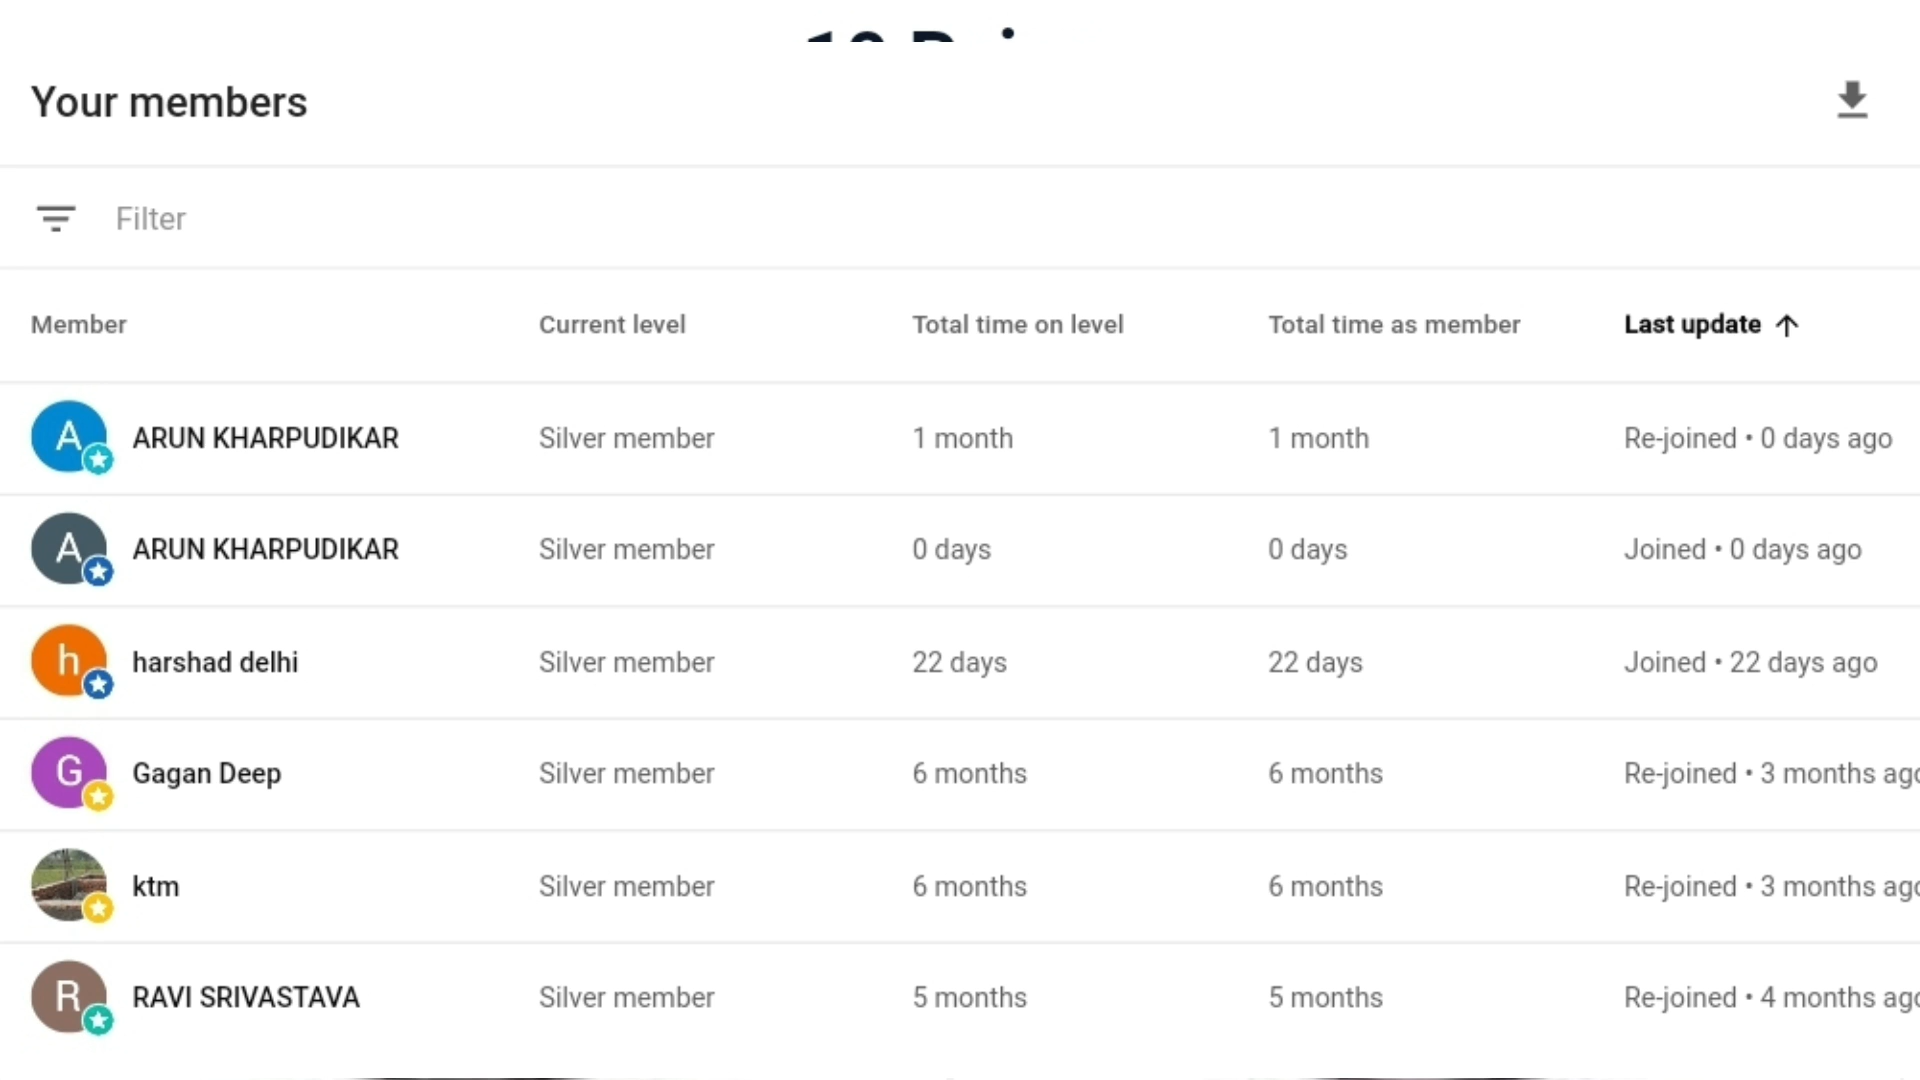 Your members
Filter
Member Current level Total time on level Total time as member Last update
A ARUN KHARPUDIKAR Silver member 1 month 1 month Re-joined • 0 days ago
A ARUN KHARPUDIKAR Silver member 0 days 0 days Joined • 0 days ago
h harshad delhi Silver member 22 days 22 days Joined • 22 days ago
G Gagan Deep Silver member 6 months 6 months Re-joined • 3 months ago
ktm Silver member 6 months 6 months Re-joined • 3 months ago
R RAVI SRIVASTAVA Silver member 5 months 5 months Re-joined • 4 months ago